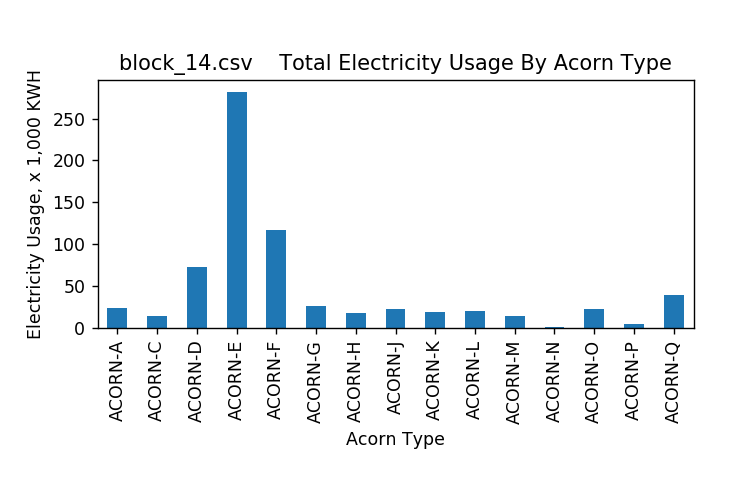 block_14.csv    Total Electricity Usage By Acorn Type
Electricity Usage, x 1,000 KWH
250
200
150
100
50
0
ACORN-A
ACORN-C
ACORN-D
ACORN-E
ACORN-F
ACORN-G
ACORN-H
ACORN-J
ACORN-K
ACORN-L
ACORN-M
ACORN-N
ACORN-O
ACORN-P
ACORN-Q
Acorn Type